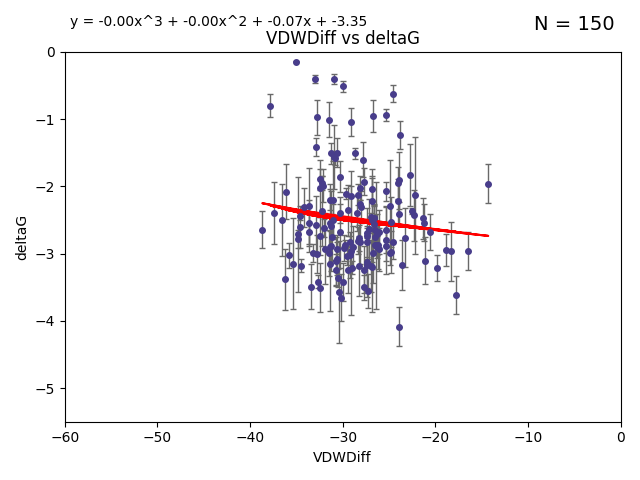 y = -0.00x^3 + -0.00x^2 + -0.07x + -3.35
N = 150
VDWDiff vs deltaG
0
−1
−2
−3
−4
−5
deltaG
−60 −50 −40 −30 −20 −10 0
VDWDiff